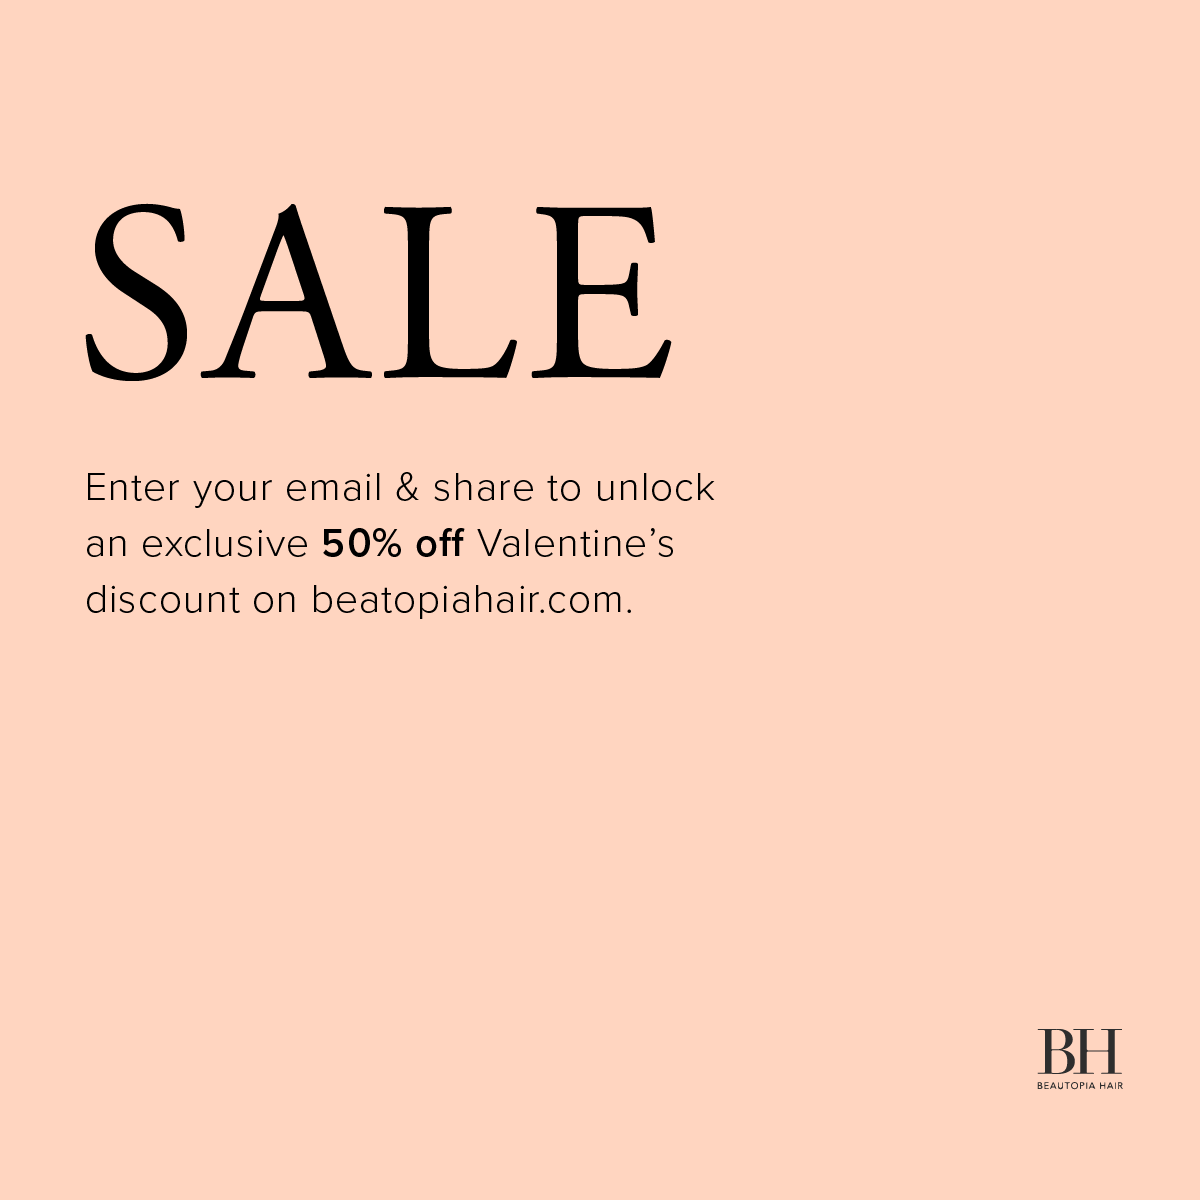 SALE
Enter your email & share to unlock
an exclusive 50% off Valentine’s
discount on beatopiahair.com.
BH
BEAUTOPIA HAIR